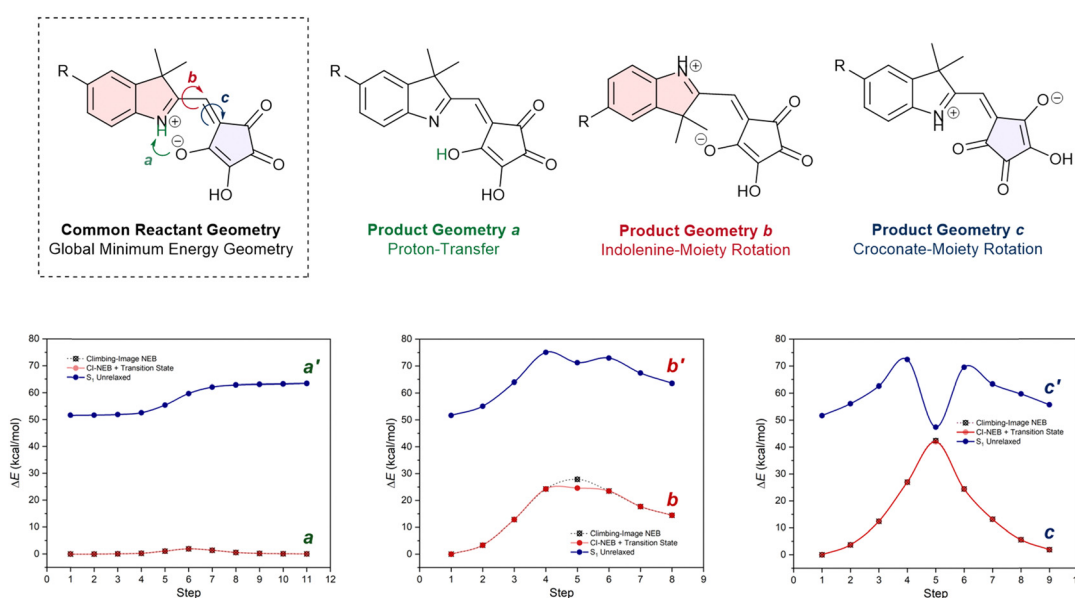 R
b
c
O
N
H
+
−
O
O
a
O
HO
Common Reactant Geometry
Global Minimum Energy Geometry
R
N
HO
O
O
HO
Product Geometry a
Proton-Transfer
H
N
+
R
O
−
O
O
HO
Product Geometry b
Indolenine-Moiety Rotation
R
N
H
+
O
−
O
OH
O
Product Geometry c
Croconate-Moiety Rotation
80
70
60
50
40
30
20
10
0
ΔE (kcal/mol)
Climbing-Image NEB
CI-NEB + Transition State
S1 Unrelaxed
a'
a
0 1 2 3 4 5 6 7 8 9 10 11 12
Step
80
70
60
50
40
30
20
10
0
ΔE (kcal/mol)
b'
b
Climbing-Image NEB
CI-NEB + Transition State
S1 Unrelaxed
0 1 2 3 4 5 6 7 8 9
Step
80
70
60
50
40
30
20
10
0
ΔE (kcal/mol)
c'
Climbing-Image NEB
CI-NEB + Transition State
S1 Unrelaxed
c
0 1 2 3 4 5 6 7 8 9
Step